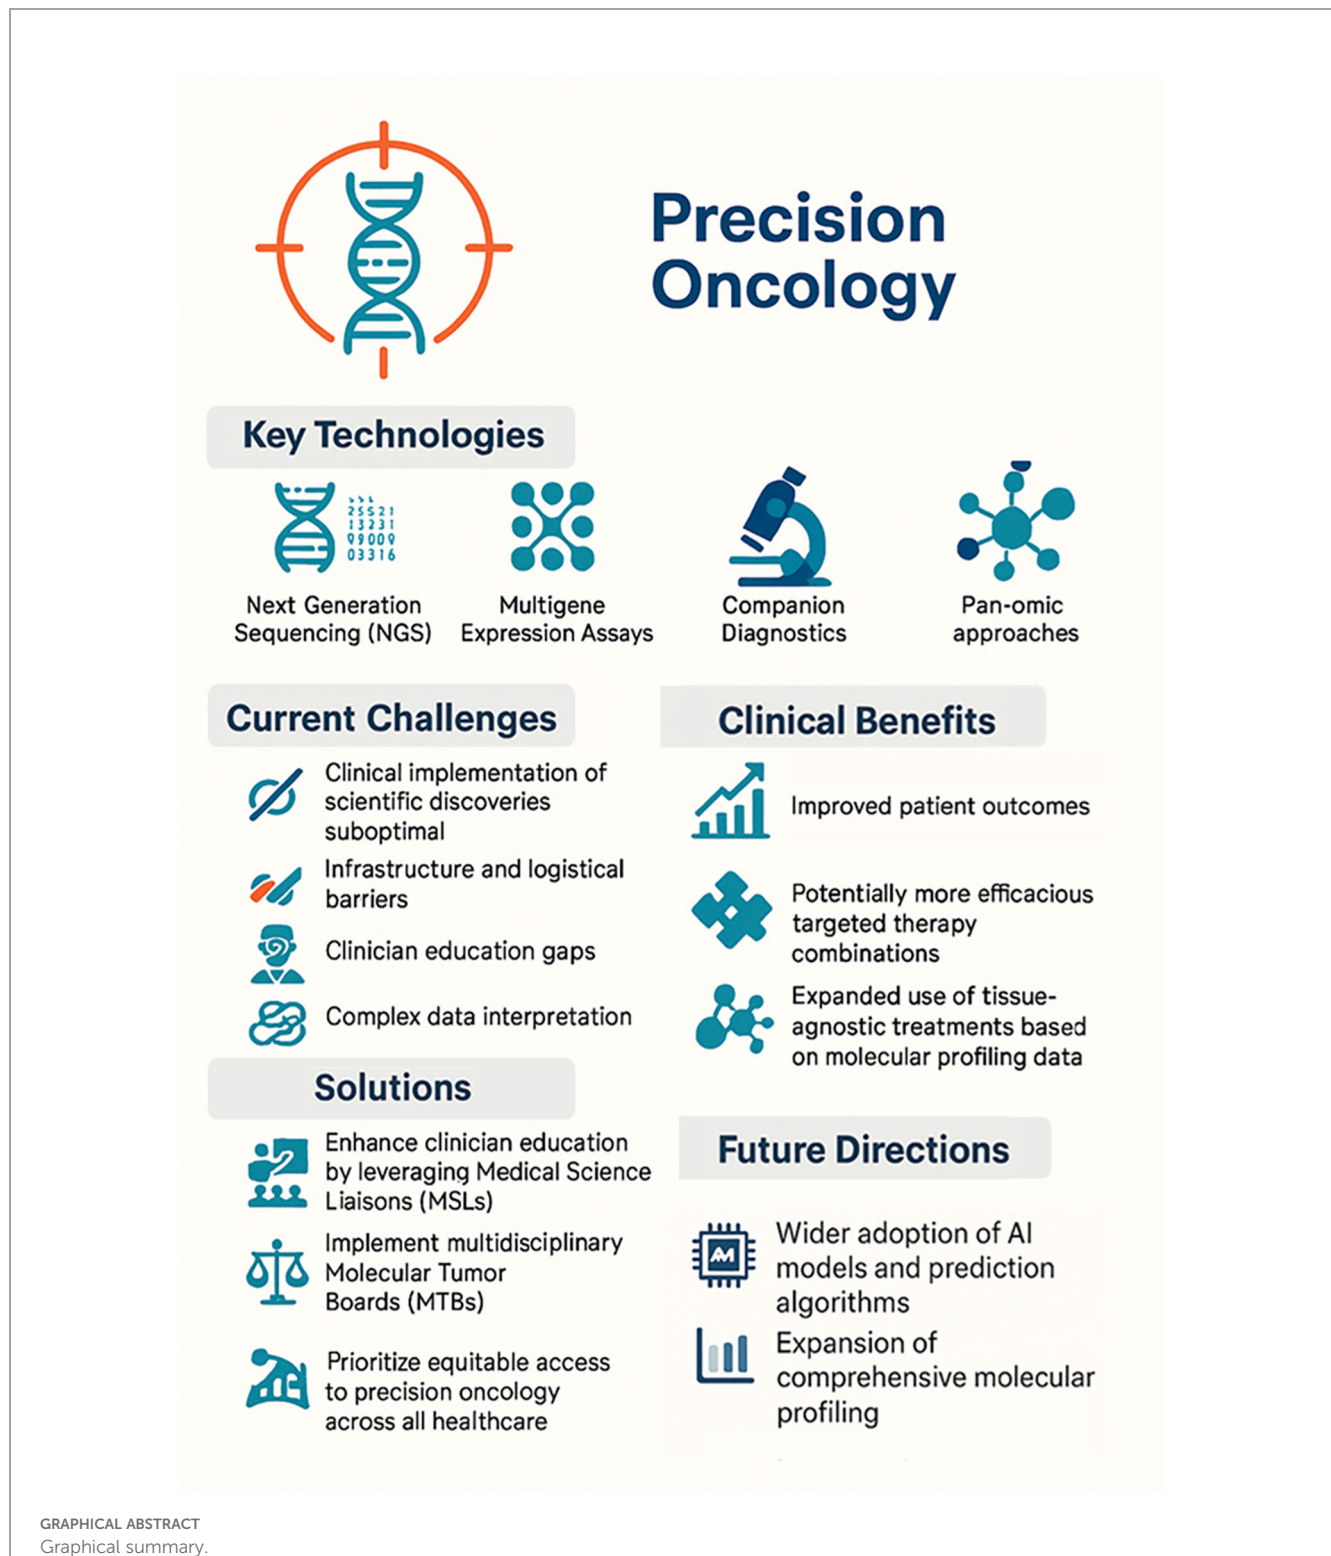 Precision
Oncology
Key Technologies
25521
13231
99009
03316
Next Generation
Sequencing (NGS)
Multigene
Expression Assays
Companion
Diagnostics
Pan-omic
approaches
Current Challenges
Clinical implementation of
scientific discoveries
suboptimal
Infrastructure and logistical
barriers
Clinician education gaps
Complex data interpretation
Clinical Benefits
Improved patient outcomes
Potentially more efficacious
targeted therapy
combinations
Expanded use of tissue-
agnostic treatments based
on molecular profiling data
Solutions
Enhance clinician education
by leveraging Medical Science
Liaisons (MSLs)
Implement multidisciplinary
Molecular Tumor
Boards (MTBs)
Prioritize equitable access
to precision oncology
across all healthcare
Future Directions
Wider adoption of AI
models and prediction
algorithms
Expansion of
comprehensive molecular
profiling
GRAPHICAL ABSTRACT
Graphical summary.